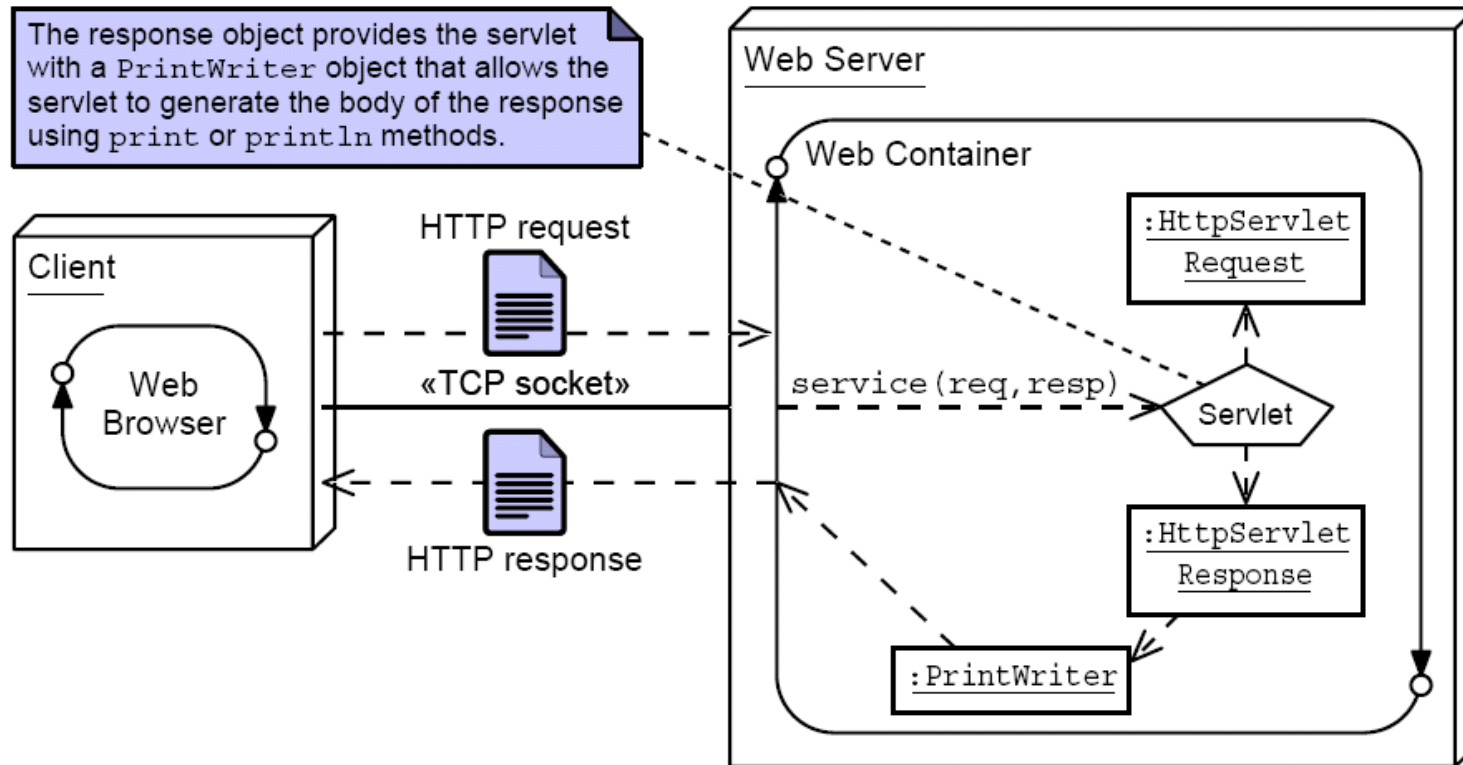 The response object provides the servlet
with a PrintWriter object that allows the
servlet to generate the body of the response
using print or println methods.
Web Server
Web Container
:HttpServlet
Request
HTTP request
Client
Web
Browser
«TCP socket»
service(req,resp)
Servlet
HTTP response
:HttpServlet
Response
:PrintWriter